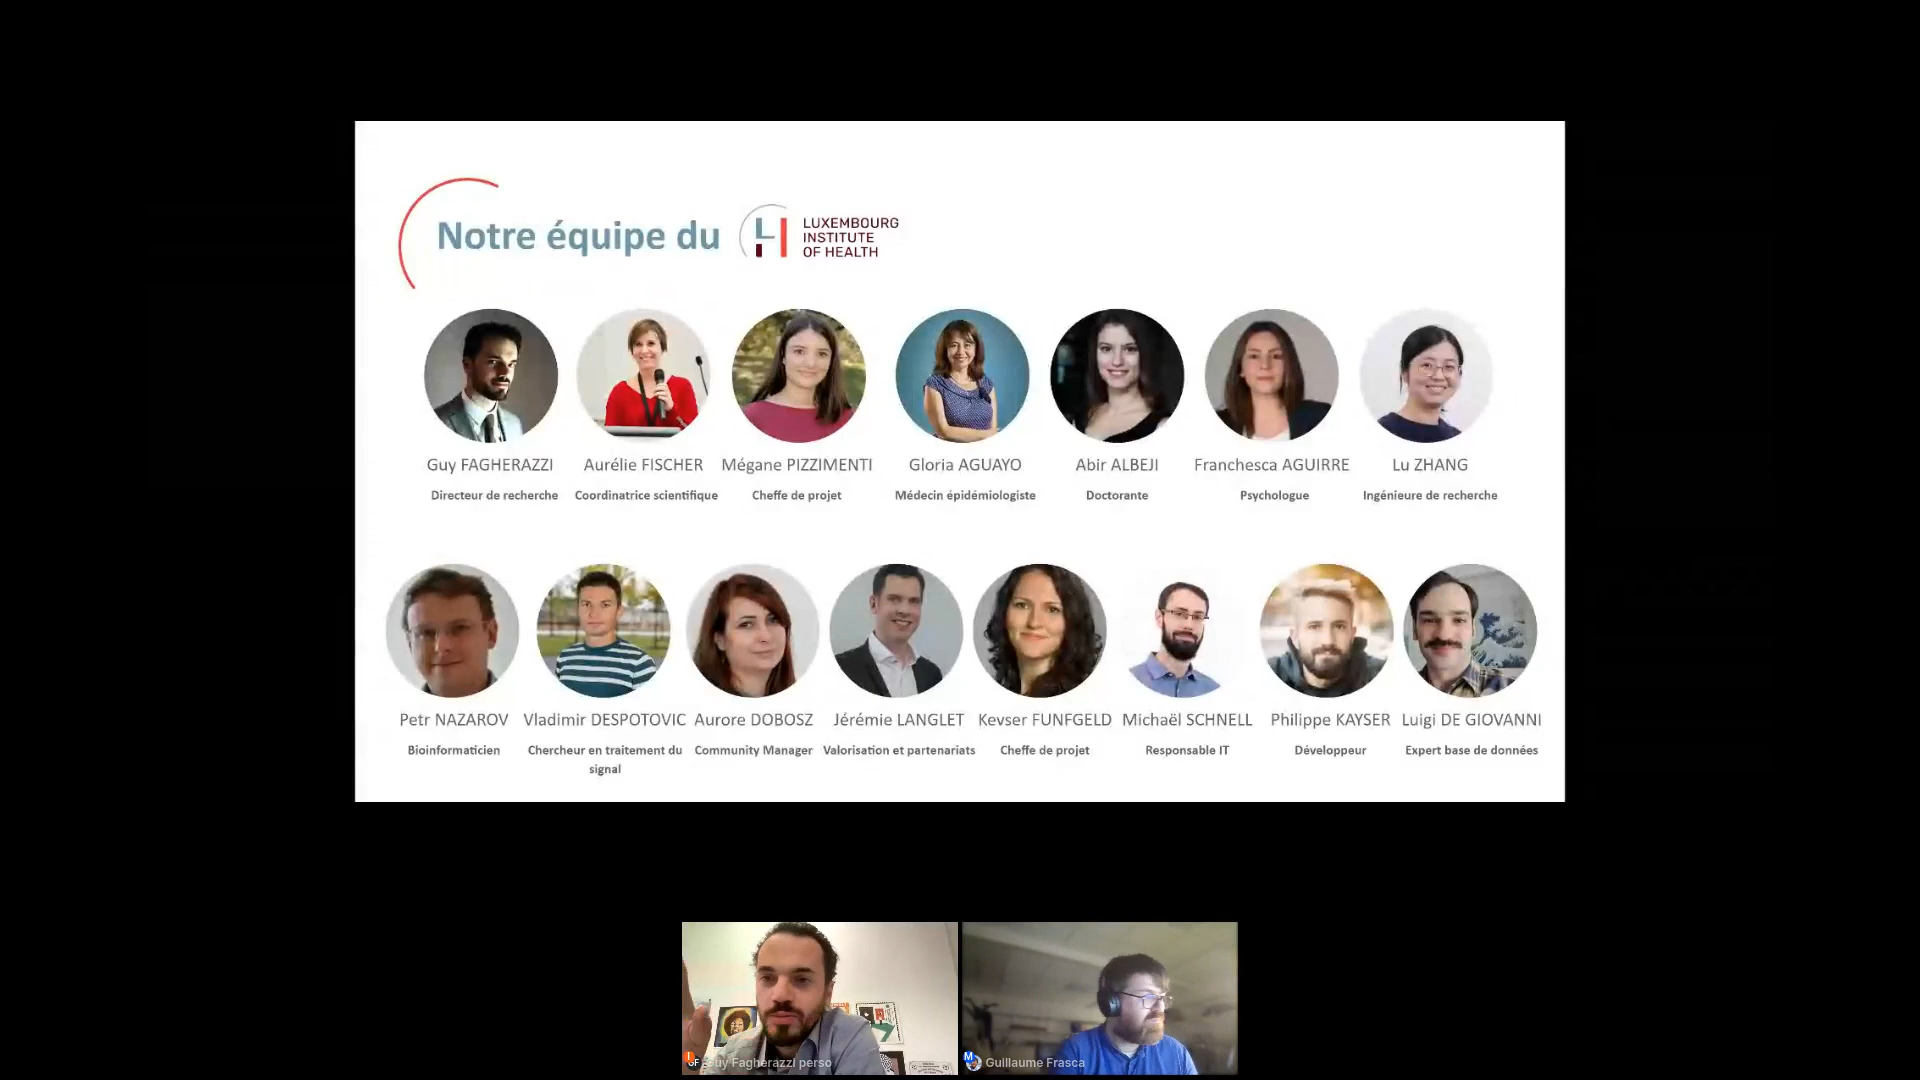 Notre équipe du
LUXEMBOURG
INSTITUTE
OF HEALTH
Guy FAGHERAZZI
Directeur de recherche
Aurélie FISCHER
Coordinatrice scientifique
Mégane PIZZIMENTI
Cheffe de projet
Gloria AGUAYO
Médecin épidémiologiste
Abir ALBEJI
Doctorante
Franchesca AGUIRRE
Psychologue
Lu ZHANG
Ingénieure de recherche
Petr NAZAROV
Bioinformaticien
Vladimir DESPOTOVIC
Chercheur en traitement du
signal
Aurore DOBOSZ
Community Manager
Jérémie LANGLET
Valorisation et partenariats
Kevser FUNFGELD
Cheffe de projet
Michaël SCHNELL
Responsable IT
Philippe KAYSER
Développeur
Luigi DE GIOVANNI
Expert base de données
GF Guy Fagherazzi perso
M Guillaume Frasca